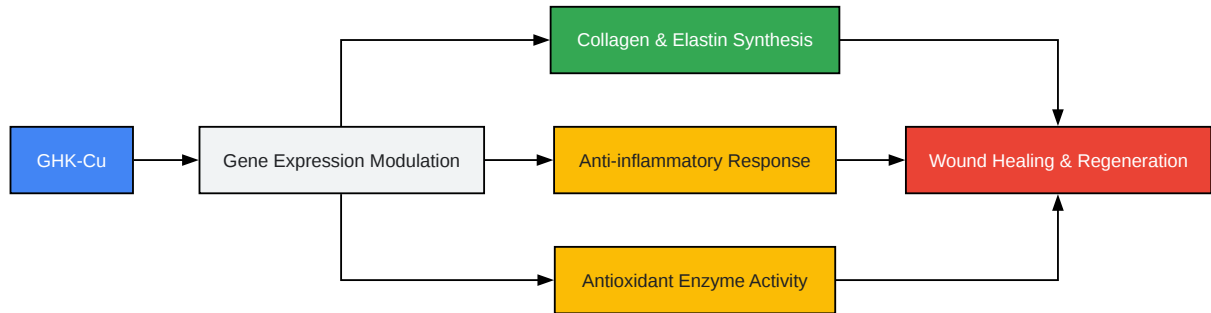 Collagen & Elastin Synthesis
GHK-Cu
Gene Expression Modulation
Anti-inflammatory Response
Wound Healing & Regeneration
Antioxidant Enzyme Activity